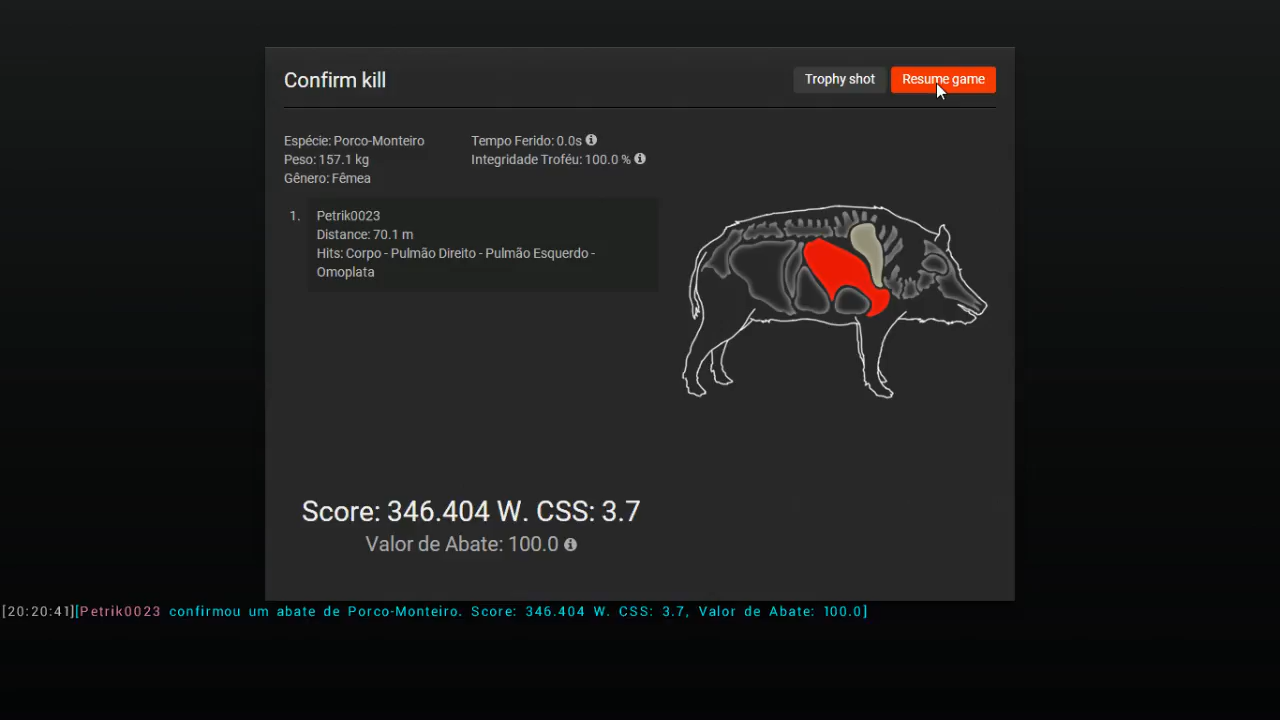 Confirm kill
Trophy shot
Resume game
Espécie: Porco-Monteiro
Peso: 157.1 kg
Gênero: Fêmea
Tempo Ferido: 0.0s
Integridade Troféu: 100.0 %
1. Petrik0023
Distance: 70.1 m
Hits: Corpo - Pulmão Direito - Pulmão Esquerdo -
Omoplata
Score: 346.404 W. CSS: 3.7
Valor de Abate: 100.0
[20:20:41][Petrik0023 confirmou um abate de Porco-Monteiro. Score: 346.404 W. CSS: 3.7, Valor de Abate: 100.0]